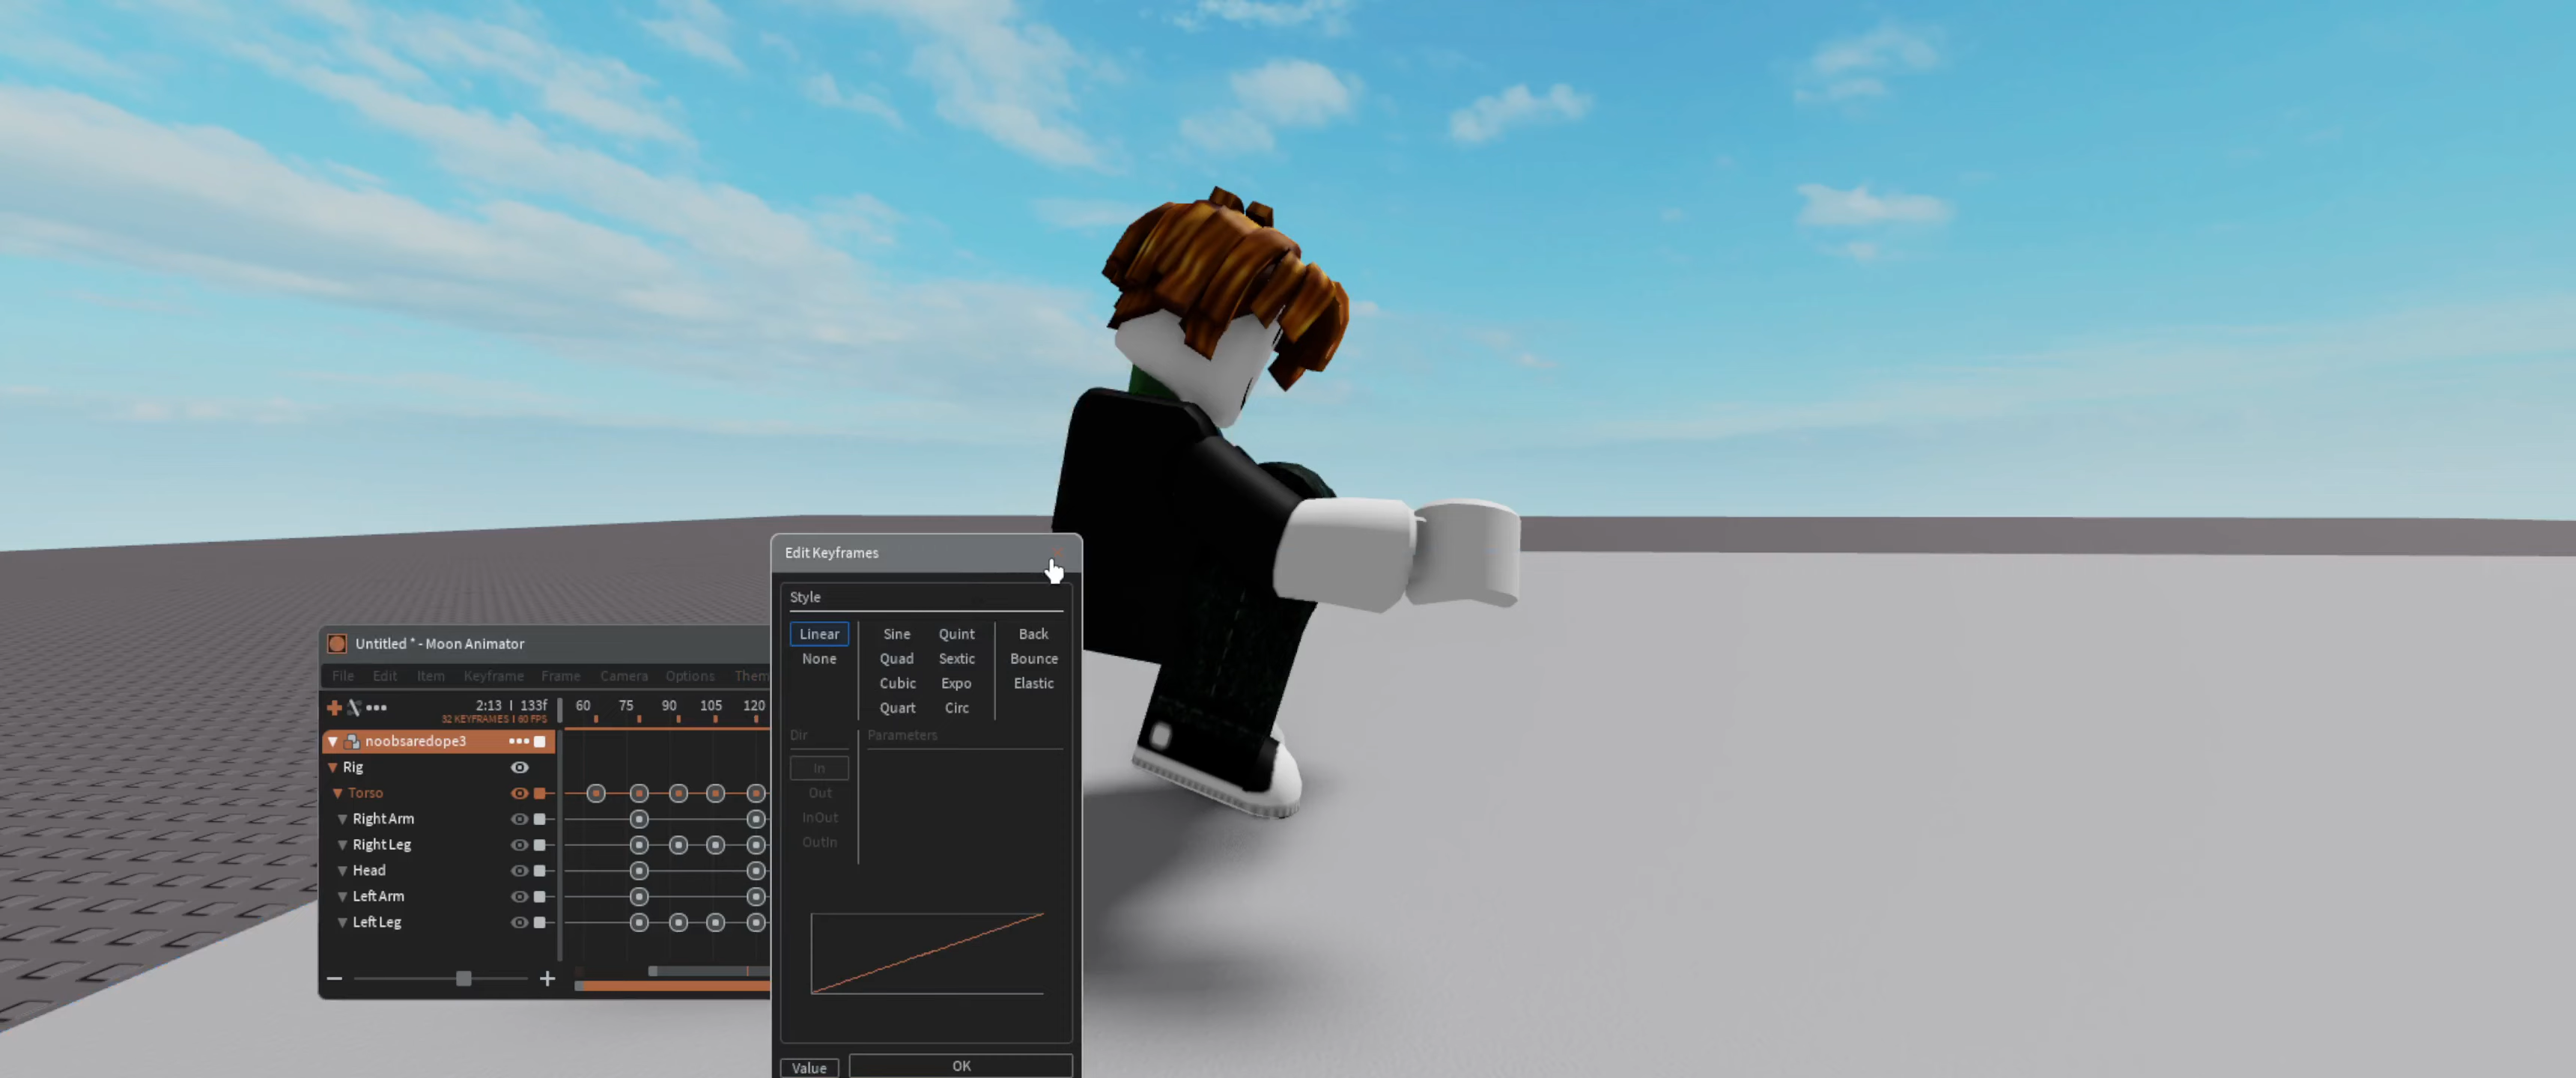 Edit Keyframes
Style
Linear Sine Quint Back
None Quad Sextic Bounce
Cubic Expo Elastic
Quart Circ
Dir Parameters
In
Out
InOut
OutIn
Value OK
Untitled * - Moon Animator
File Edit Item Keyframe Frame Camera Options Them
2:13 | 133f 60 75 90 105 120
32 KEYFRAMES | 60 FPS
noobsaredope3
Rig
Torso
Right Arm
Right Leg
Head
Left Arm
Left Leg